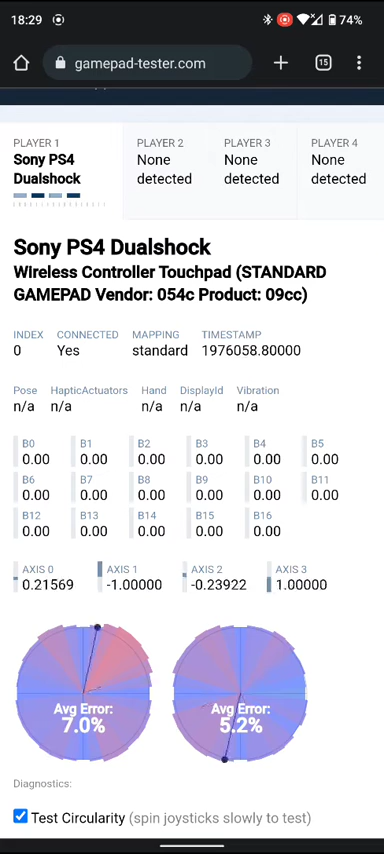 18:29 74%
gamepad-tester.com 15
PLAYER 1 PLAYER 2 PLAYER 3 PLAYER 4
Sony PS4 None None None
Dualshock detected detected detected
Sony PS4 Dualshock
Wireless Controller Touchpad (STANDARD
GAMEPAD Vendor: 054c Product: 09cc)
INDEX CONNECTED MAPPING TIMESTAMP
0 Yes standard 1976058.80000
Pose HapticActuators Hand DisplayId Vibration
n/a n/a n/a n/a n/a
B0 B1 B2 B3 B4 B5
0.00 0.00 0.00 0.00 0.00 0.00
B6 B7 B8 B9 B10 B11
0.00 0.00 0.00 0.00 0.00 0.00
B12 B13 B14 B15 B16
0.00 0.00 0.00 0.00 0.00
AXIS 0 AXIS 1 AXIS 2 AXIS 3
0.21569 -1.00000 -0.23922 1.00000
Avg Error: Avg Error:
7.0% 5.2%
Diagnostics:
Test Circularity (spin joysticks slowly to test)